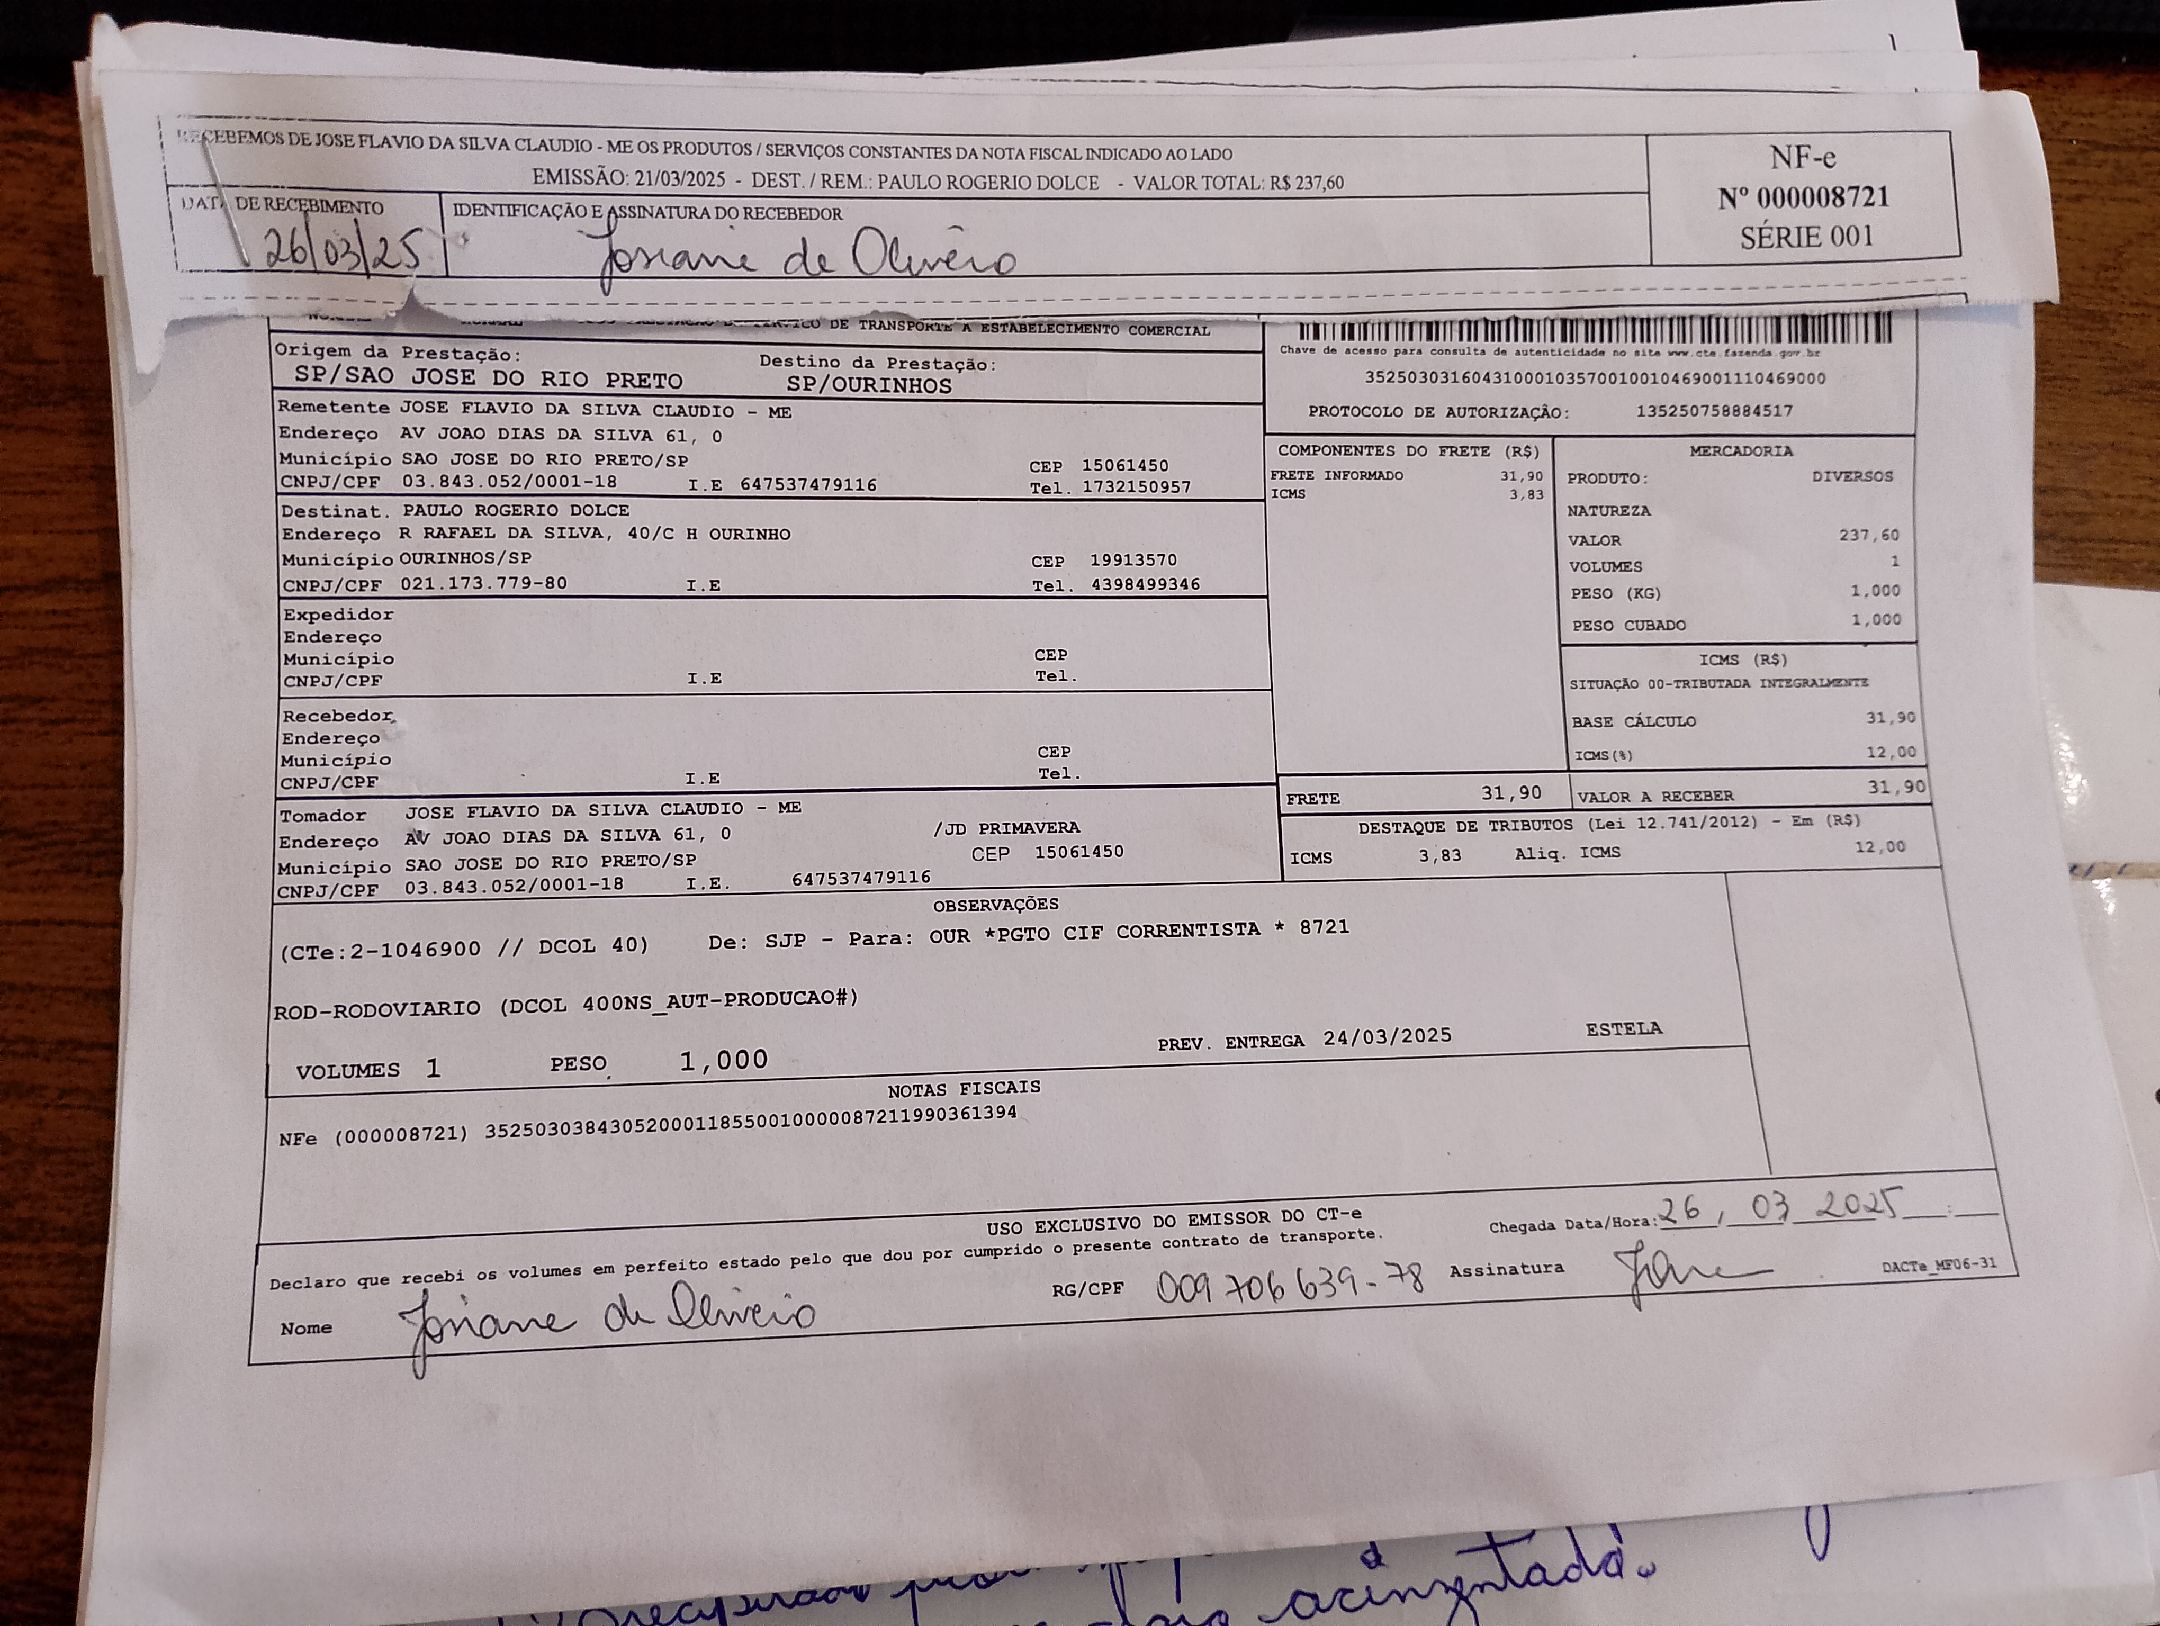 RECEBEMOS DE JOSE FLAVIO DA SILVA CLAUDIO - ME OS PRODUTOS / SERVIÇOS CONSTANTES DA NOTA FISCAL INDICADO AO LADO
EMISSÃO: 21/03/2025 - DEST. / REM.: PAULO ROGERIO DOLCE - VALOR TOTAL: R$ 237,60
DATA DE RECEBIMENTO
26/03/25
IDENTIFICAÇÃO E ASSINATURA DO RECEBEDOR
Josiane de Oliveira
NF-e
Nº 000008721
SÉRIE 001
DE TRANSPORTE A ESTABELECIMENTO COMERCIAL
Origem da Prestação:
SP/SAO JOSE DO RIO PRETO
Destino da Prestação:
SP/OURINHOS
Chave de acesso para consulta de autenticidade no site www.cte.fazenda.gov.br
35250303160431000103570010010469001110469000
PROTOCOLO DE AUTORIZAÇÃO: 135250758884517
Remetente JOSE FLAVIO DA SILVA CLAUDIO - ME
Endereço AV JOAO DIAS DA SILVA 61, 0
Município SAO JOSE DO RIO PRETO/SP CEP 15061450
CNPJ/CPF 03.843.052/0001-18 I.E 647537479116 Tel. 1732150957
Destinat. PAULO ROGERIO DOLCE
Endereço R RAFAEL DA SILVA, 40/C H OURINHO
Município OURINHOS/SP CEP 19913570
CNPJ/CPF 021.173.779-80 I.E Tel. 4398499346
Expedidor
Endereço
Município CEP
CNPJ/CPF I.E Tel.
Recebedor
Endereço
Município CEP
CNPJ/CPF I.E Tel.
Tomador JOSE FLAVIO DA SILVA CLAUDIO - ME
Endereço AV JOAO DIAS DA SILVA 61, 0 /JD PRIMAVERA
Município SAO JOSE DO RIO PRETO/SP CEP 15061450
CNPJ/CPF 03.843.052/0001-18 I.E. 647537479116
COMPONENTES DO FRETE (R$)
FRETE INFORMADO 31,90
ICMS 3,83
MERCADORIA
PRODUTO: DIVERSOS
NATUREZA
VALOR 237,60
VOLUMES 1
PESO (KG) 1,000
PESO CUBADO 1,000
ICMS (R$)
SITUAÇÃO 00-TRIBUTADA INTEGRALMENTE
BASE CÁLCULO 31,90
ICMS(%) 12,00
FRETE 31,90 VALOR A RECEBER 31,90
DESTAQUE DE TRIBUTOS (Lei 12.741/2012) - Em (R$)
ICMS 3,83 Aliq. ICMS 12,00
OBSERVAÇÕES
(CTe:2-1046900 // DCOL 40) De: SJP - Para: OUR *PGTO CIF CORRENTISTA * 8721
ROD-RODOVIARIO (DCOL 400NS_AUT-PRODUCAO#)
VOLUMES 1 PESO 1,000 PREV. ENTREGA 24/03/2025 ESTELA
NOTAS FISCAIS
NFe (000008721) 35250303843052000118550010000087211990361394
USO EXCLUSIVO DO EMISSOR DO CT-e
Chegada Data/Hora: 26, 03 2025 :
Declaro que recebi os volumes em perfeito estado pelo que dou por cumprido o presente contrato de transporte.
Nome Josiane de Oliveira RG/CPF 009706639-78 Assinatura DACTe_MF06-31
acinzentada.